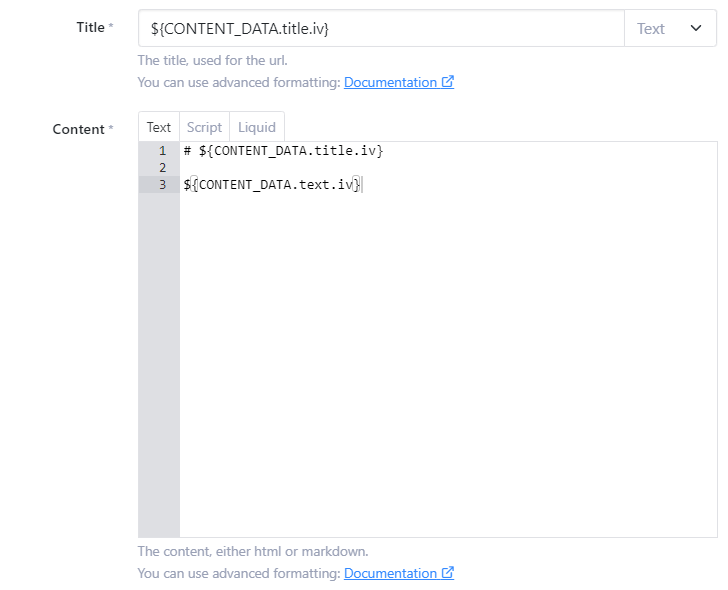 Title *
${CONTENT_DATA.title.iv}
Text
The title, used for the url.
You can use advanced formatting: Documentation
Content *
Text Script Liquid
1 # ${CONTENT_DATA.title.iv}
2
3 ${CONTENT_DATA.text.iv}
The content, either html or markdown.
You can use advanced formatting: Documentation